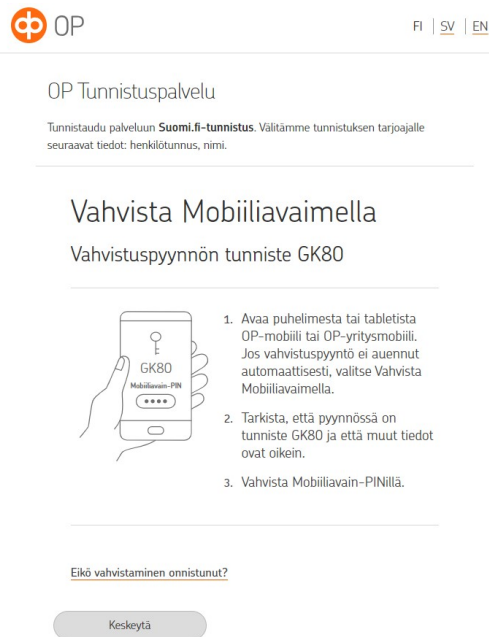 OP
FI | SV | EN
OP Tunnistuspalvelu
Tunnistaudu palveluun Suomi.fi-tunnistus. Välitämme tunnistuksen tarjoajalle
seuraavat tiedot: henkilötunnus, nimi.
Vahvista Mobiiliavaimella
Vahvistuspyynnön tunniste GK80
GK80
Mobiiliavain-PIN
1. Avaa puhelimesta tai tabletista
OP-mobiili tai OP-yritysmobiili.
Jos vahvistuspyyntö ei auennut
automaattisesti, valitse Vahvista
Mobiiliavaimella.
2. Tarkista, että pyynnössä on
tunniste GK80 ja että muut tiedot
ovat oikein.
3. Vahvista Mobiiliavain-PINillä.
Eikö vahvistaminen onnistunut?
Keskeytä